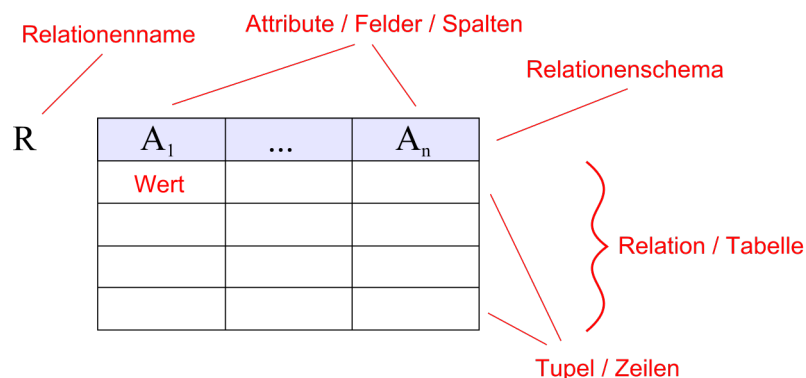 Attribute / Felder / Spalten
Relationenname
Relationenschema
R
A₁ ... Aₙ
Wert
Relation / Tabelle
Tupel / Zeilen